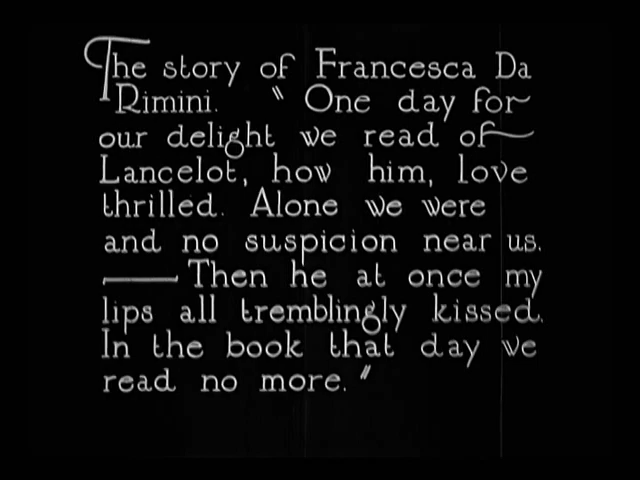 The story of Francesca Da
Rimini. " One day for
our delight we read of
Lancelot, how him, love
thrilled. Alone we were
and no suspicion near us.
—— Then he at once my
lips all tremblingly kissed.
In the book that day we
read no more."